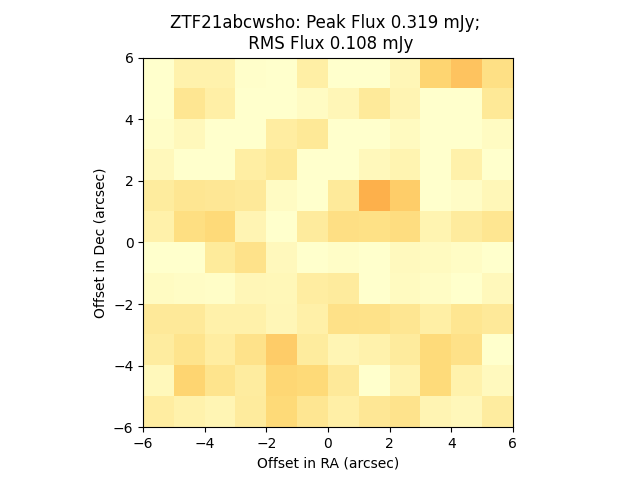 ZTF21abcwsho: Peak Flux 0.319 mJy;
RMS Flux 0.108 mJy
6
4
2
0
−2
−4
−6
Offset in Dec (arcsec)
−6 −4 −2 0 2 4 6
Offset in RA (arcsec)